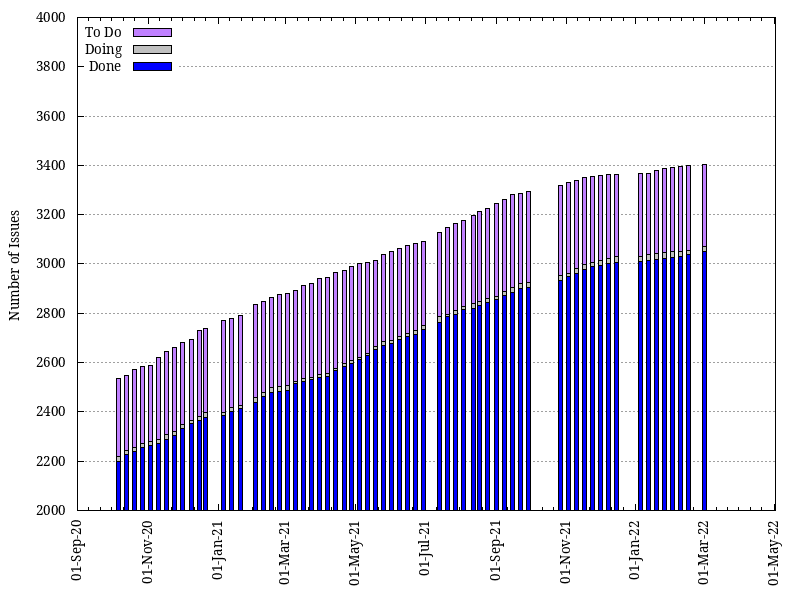 4000
3800
3600
3400
3200
3000
2800
2600
2400
2200
2000
Number of Issues
To Do
Doing
Done
01-Sep-20
01-Nov-20
01-Jan-21
01-Mar-21
01-May-21
01-Jul-21
01-Sep-21
01-Nov-21
01-Jan-22
01-Mar-22
01-May-22